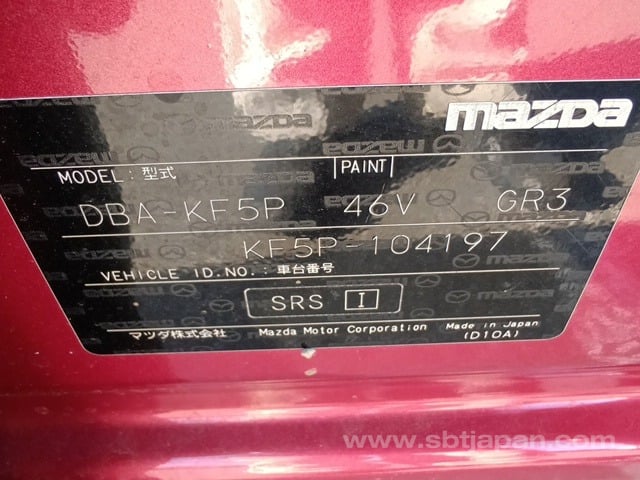 mazda
MODEL: 型式 PAINT
DBA-KF5P 46V GR3
KF5P-104197
VEHICLE ID.NO.: 車台番号
SRS I
マツダ株式会社 Mazda Motor Corporation Made in Japan
(D10A)
www.sbtjapan.com